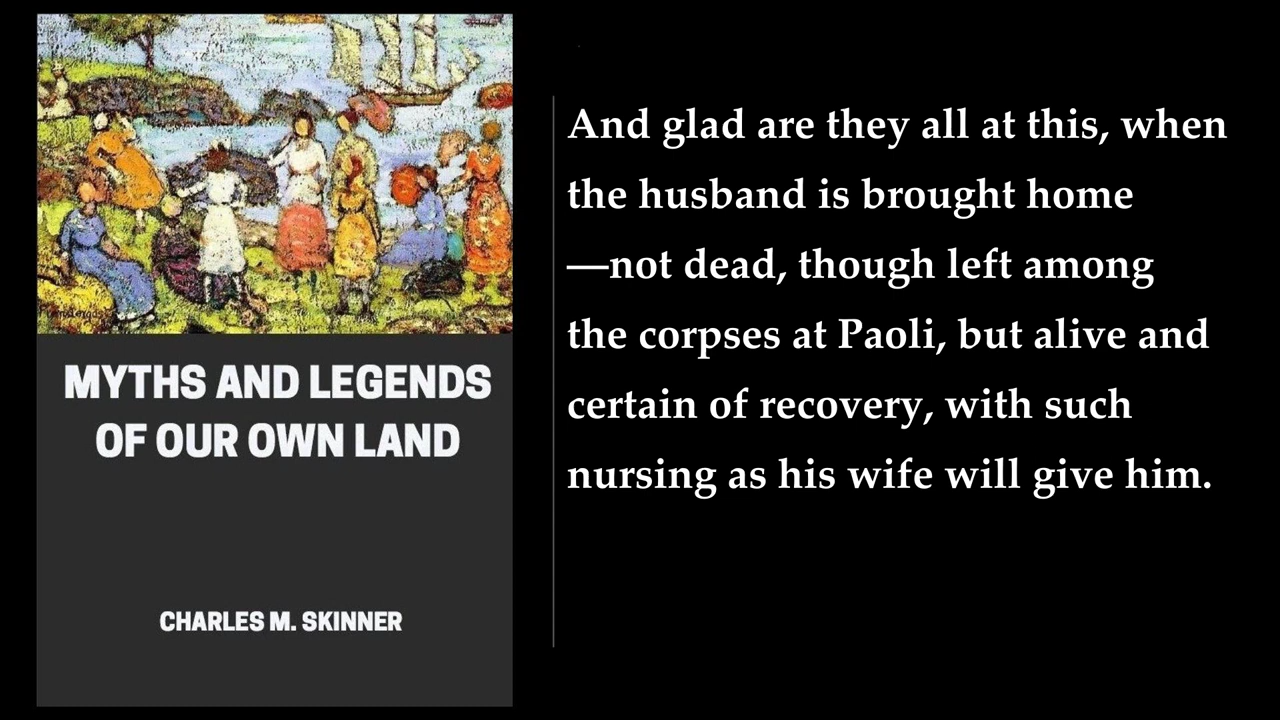 MYTHS AND LEGENDS
OF OUR OWN LAND
CHARLES M. SKINNER
And glad are they all at this, when
the husband is brought home
—not dead, though left among
the corpses at Paoli, but alive and
certain of recovery, with such
nursing as his wife will give him.